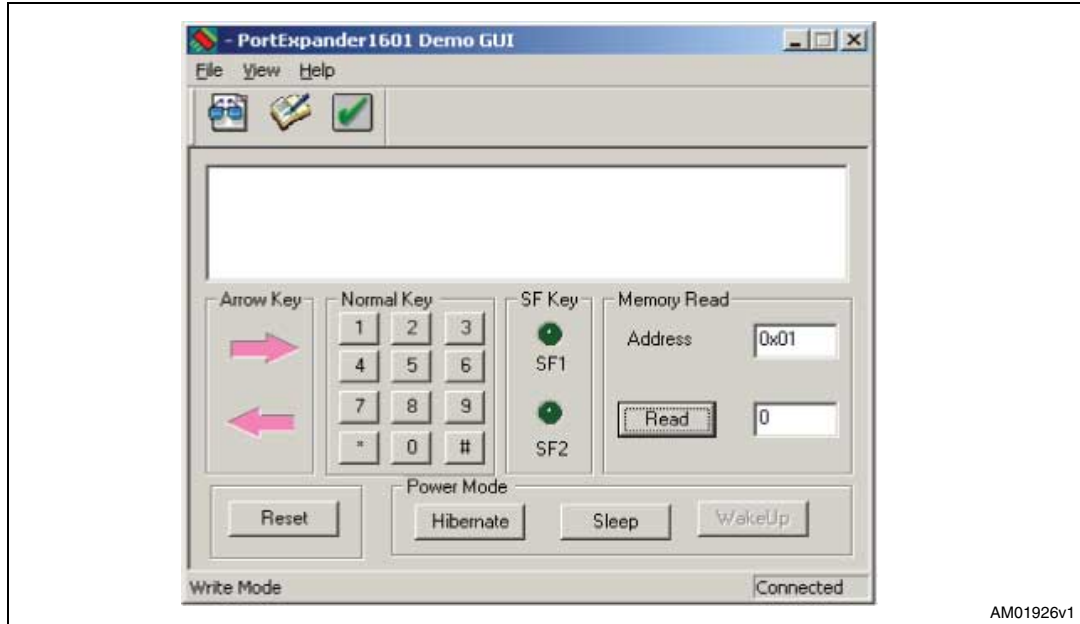 - PortExpander1601 Demo GUI
File View Help
Arrow Key
Normal Key
SF Key
Memory Read
1 2 3
4 5 6
7 8 9
* 0 #
SF1
SF2
Address 0x01
Read 0
Reset
Power Mode
Hibernate Sleep WakeUp
Write Mode Connected
AM01926v1